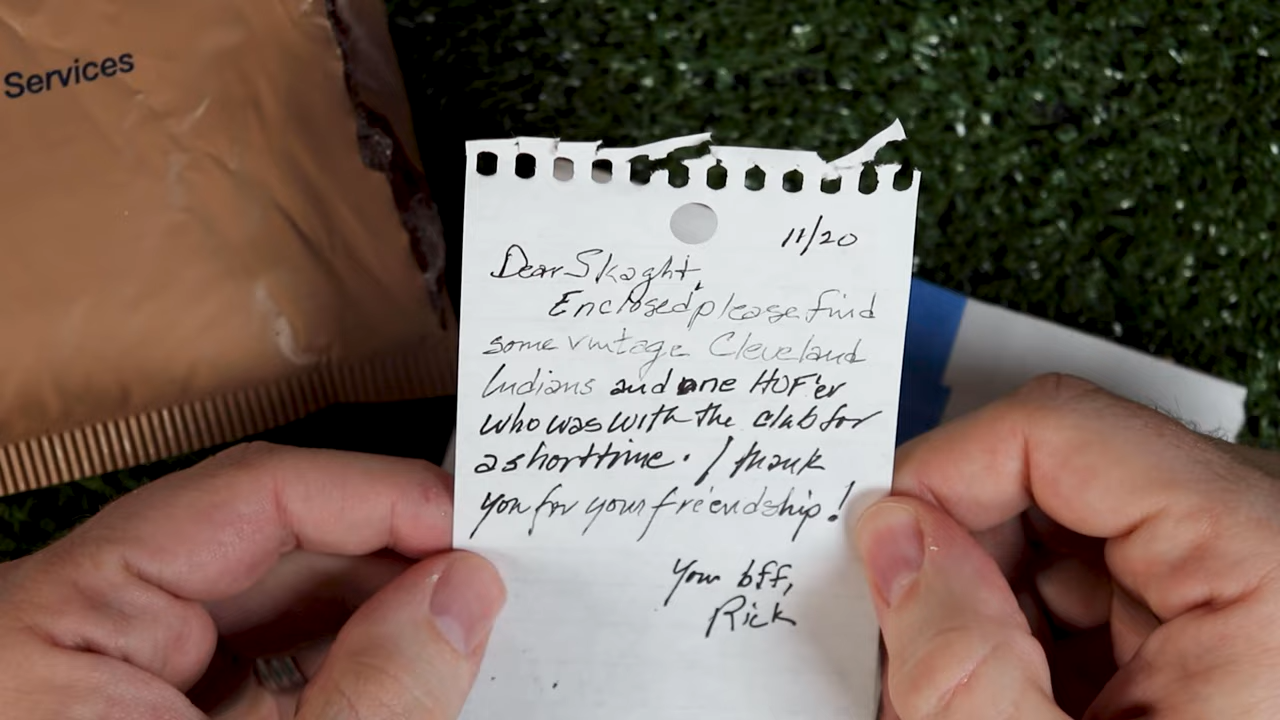 Services
11/20
Dear Skaght,
Enclosed please find
some vintage Cleveland
Indians and one HOF'er
who was with the club for
a short time. I thank
you for your friendship!
Your bff,
Rick